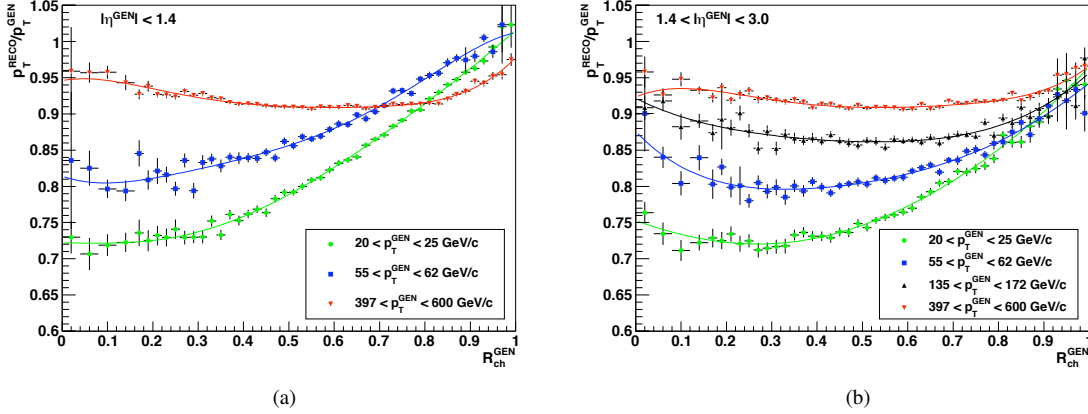 |η^GEN| < 1.4
p_T^RECO/p_T^GEN
1.05
1
0.95
0.9
0.85
0.8
0.75
0.7
0.65
0.6
20 < p_T^GEN < 25 GeV/c
55 < p_T^GEN < 62 GeV/c
397 < p_T^GEN < 600 GeV/c
0 0.1 0.2 0.3 0.4 0.5 0.6 0.7 0.8 0.9 1
R_ch^GEN
(a)
1.4 < |η^GEN| < 3.0
p_T^RECO/p_T^GEN
1.05
1
0.95
0.9
0.85
0.8
0.75
0.7
0.65
0.6
20 < p_T^GEN < 25 GeV/c
55 < p_T^GEN < 62 GeV/c
135 < p_T^GEN < 172 GeV/c
397 < p_T^GEN < 600 GeV/c
0 0.1 0.2 0.3 0.4 0.5 0.6 0.7 0.8 0.9 1
R_ch^GEN
(b)